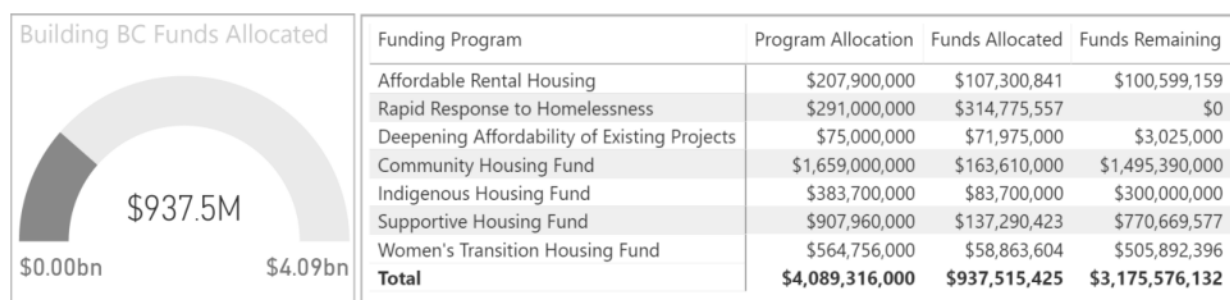 Building BC Funds Allocated
$937.5M
$0.00bn $4.09bn
Funding Program Program Allocation Funds Allocated Funds Remaining
Affordable Rental Housing $207,900,000 $107,300,841 $100,599,159
Rapid Response to Homelessness $291,000,000 $314,775,557 $0
Deepening Affordability of Existing Projects $75,000,000 $71,975,000 $3,025,000
Community Housing Fund $1,659,000,000 $163,610,000 $1,495,390,000
Indigenous Housing Fund $383,700,000 $83,700,000 $300,000,000
Supportive Housing Fund $907,960,000 $137,290,423 $770,669,577
Women's Transition Housing Fund $564,756,000 $58,863,604 $505,892,396
Total $4,089,316,000 $937,515,425 $3,175,576,132